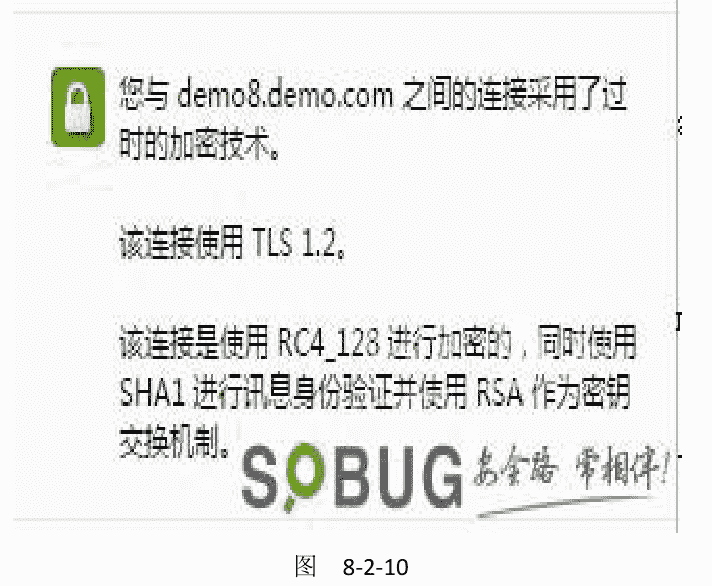 您与 demo8.demo.com 之间的连接采用了过
时的加密技术。
该连接使用 TLS 1.2。
该连接是使用 RC4_128 进行加密的，同时使用
SHA1 进行讯息身份验证并使用 RSA 作为密钥
交换机制。
SOBUG 安全路 常相伴!
图 8-2-10